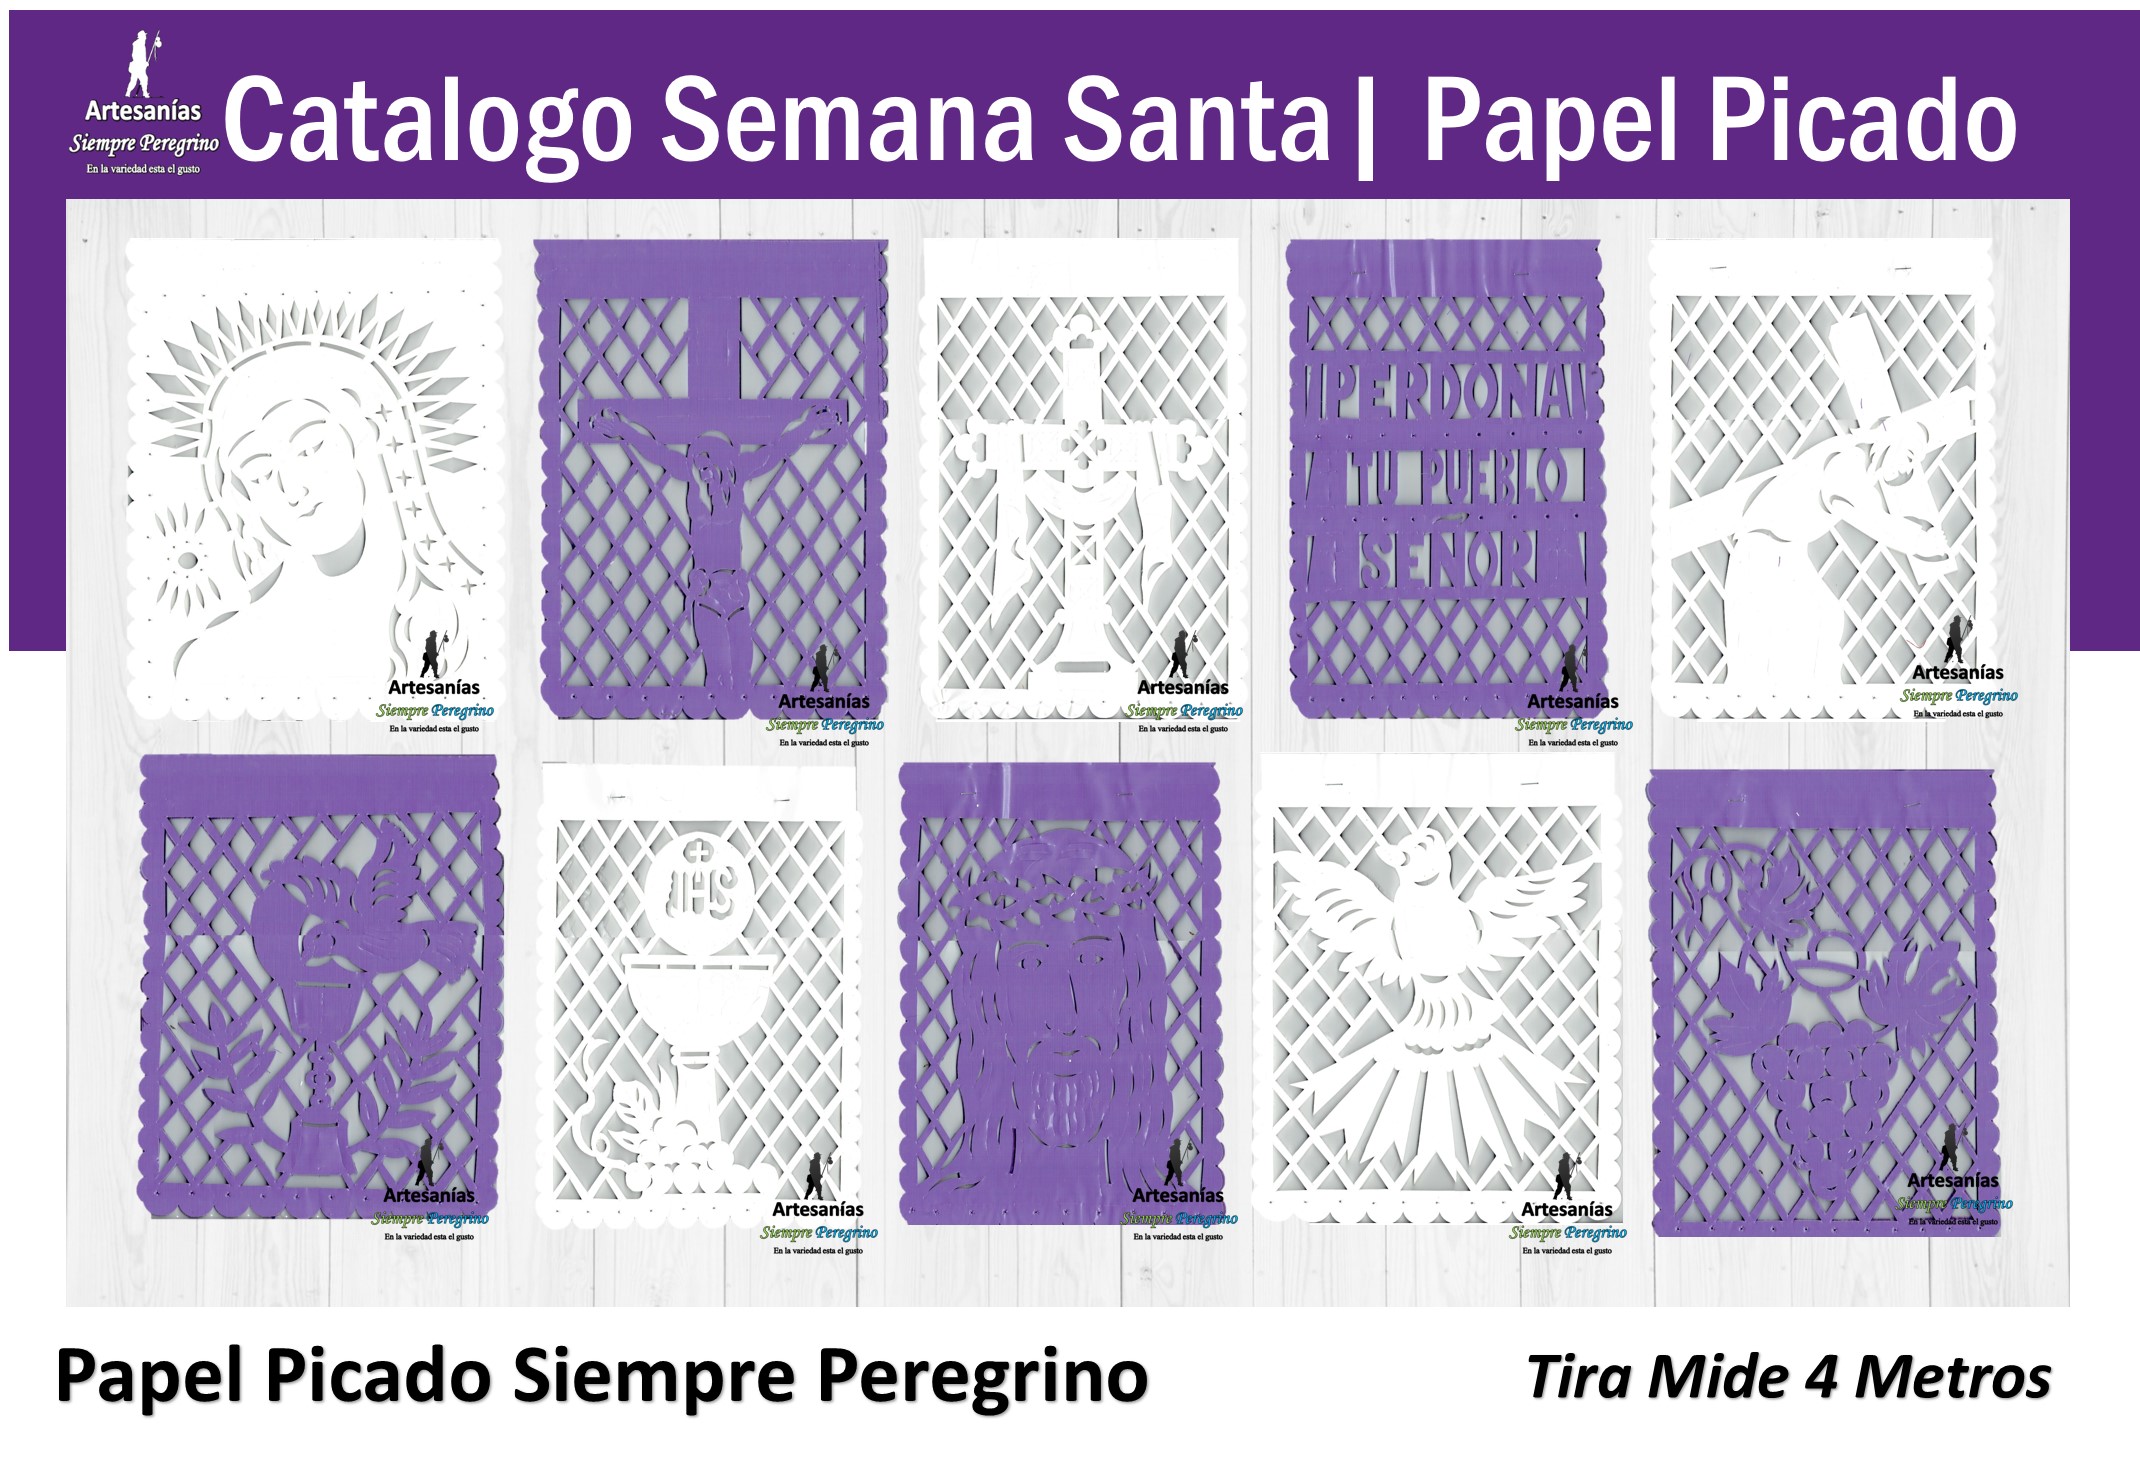 Catalogo Semana Santa| Papel Picado
Artesanías
Siempre Peregrino
En la variedad esta el gusto
¡PERDONA
A TU PUEBLO
SEÑOR
Artesanías
Siempre Peregrino
En la variedad esta el gusto
Artesanías
Siempre Peregrino
En la variedad esta el gusto
Artesanías
Siempre Peregrino
En la variedad esta el gusto
Artesanías
Siempre Peregrino
En la variedad esta el gusto
Artesanías
Siempre Peregrino
En la variedad esta el gusto
JHS
Artesanías
Siempre Peregrino
En la variedad esta el gusto
Artesanías
Siempre Peregrino
En la variedad esta el gusto
Artesanías
Siempre Peregrino
En la variedad esta el gusto
Artesanías
Siempre Peregrino
En la variedad esta el gusto
Artesanías
Siempre Peregrino
En la variedad esta el gusto
Papel Picado Siempre Peregrino
Tira Mide 4 Metros